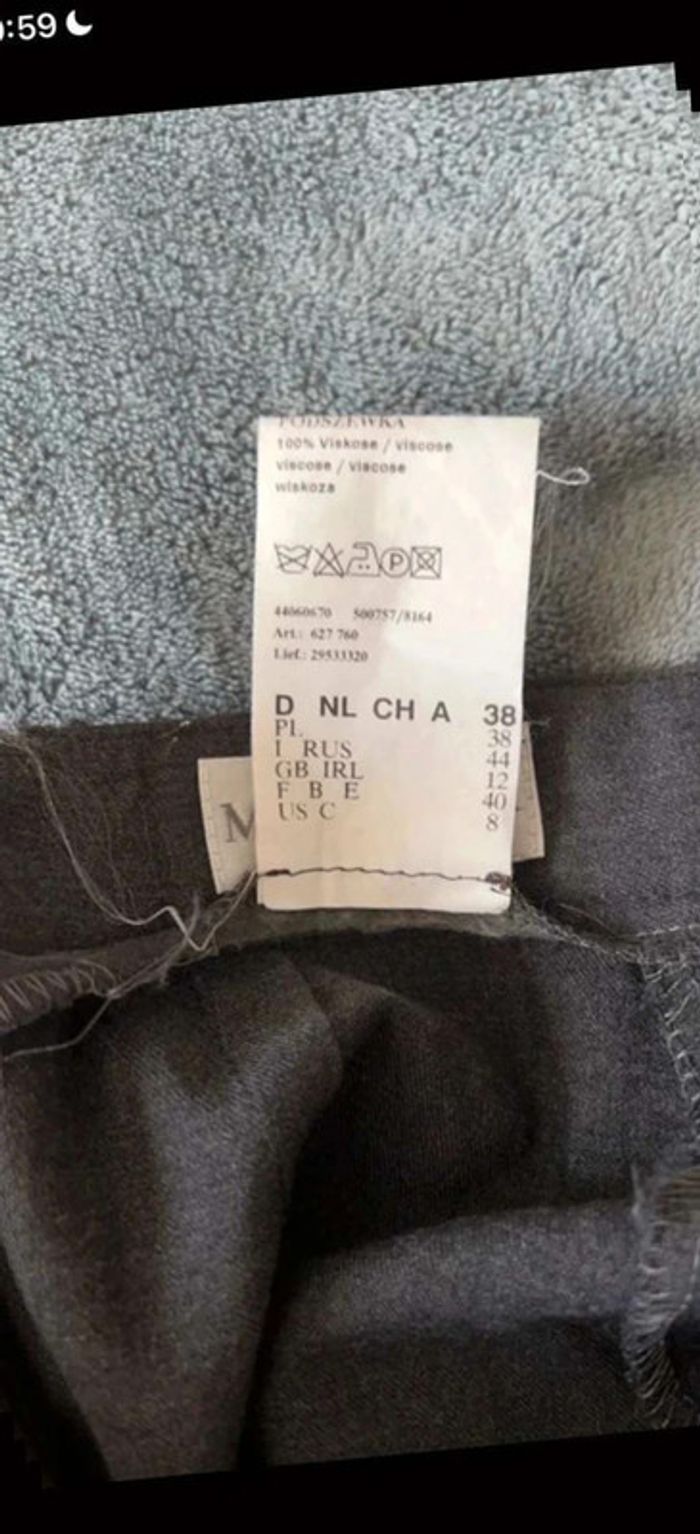 :59
PODSZEWKA
100% Viskose / viscose
viscose / viscose
wiskoza
P
44060670 500757/8164
Art.: 627 760
Lief.: 29533320
D NL CH A 38
PL 38
I RUS 44
GB IRL 12
F B E 40
US C 8
M